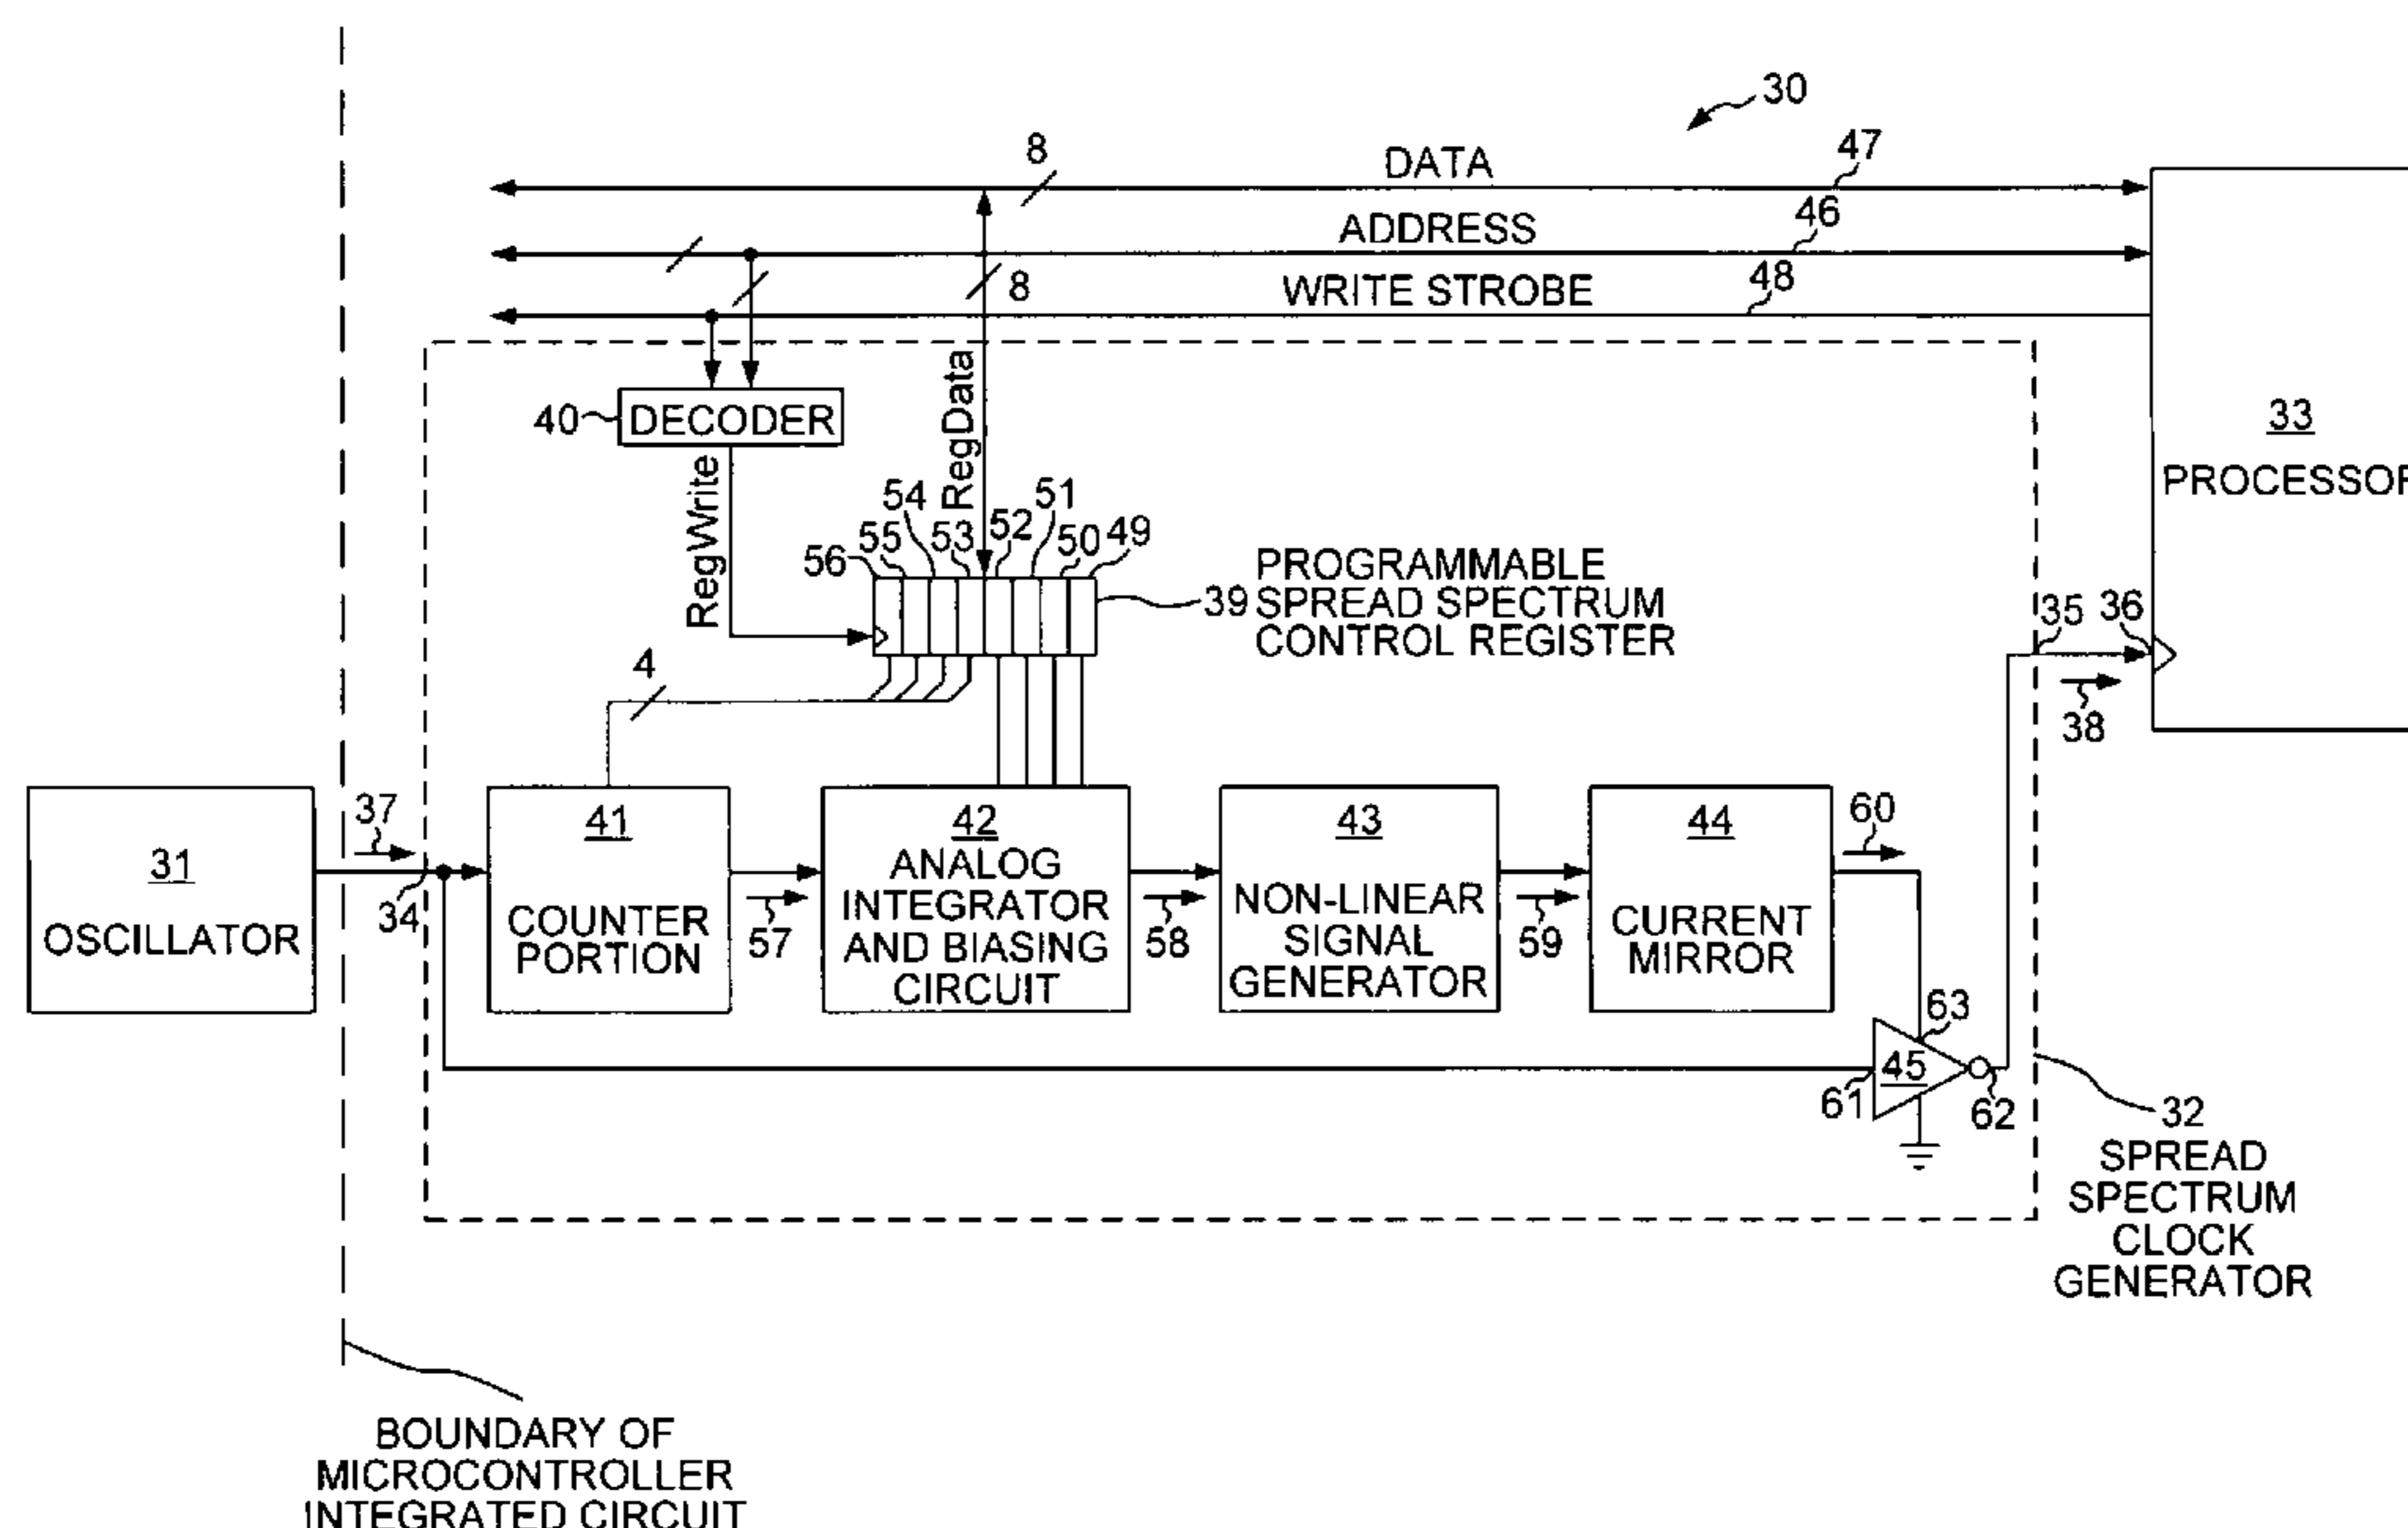 30
8
DATA
47
ADDRESS
46
8
WRITE STROBE
48
40
DECODER
RegData
RegWrite
33
PROCESSOR
56
55
54
53
52
51
50
49
39
PROGRAMMABLE
SPREAD SPECTRUM
CONTROL REGISTER
35
36
38
4
31
OSCILLATOR
37
34
41
COUNTER
PORTION
57
42
ANALOG
INTEGRATOR
AND BIASING
CIRCUIT
58
43
NON-LINEAR
SIGNAL
GENERATOR
59
44
CURRENT
MIRROR
60
63
61
45
62
32
SPREAD
SPECTRUM
CLOCK
GENERATOR
BOUNDARY OF
MICROCONTROLLER
INTEGRATED CIRCUIT